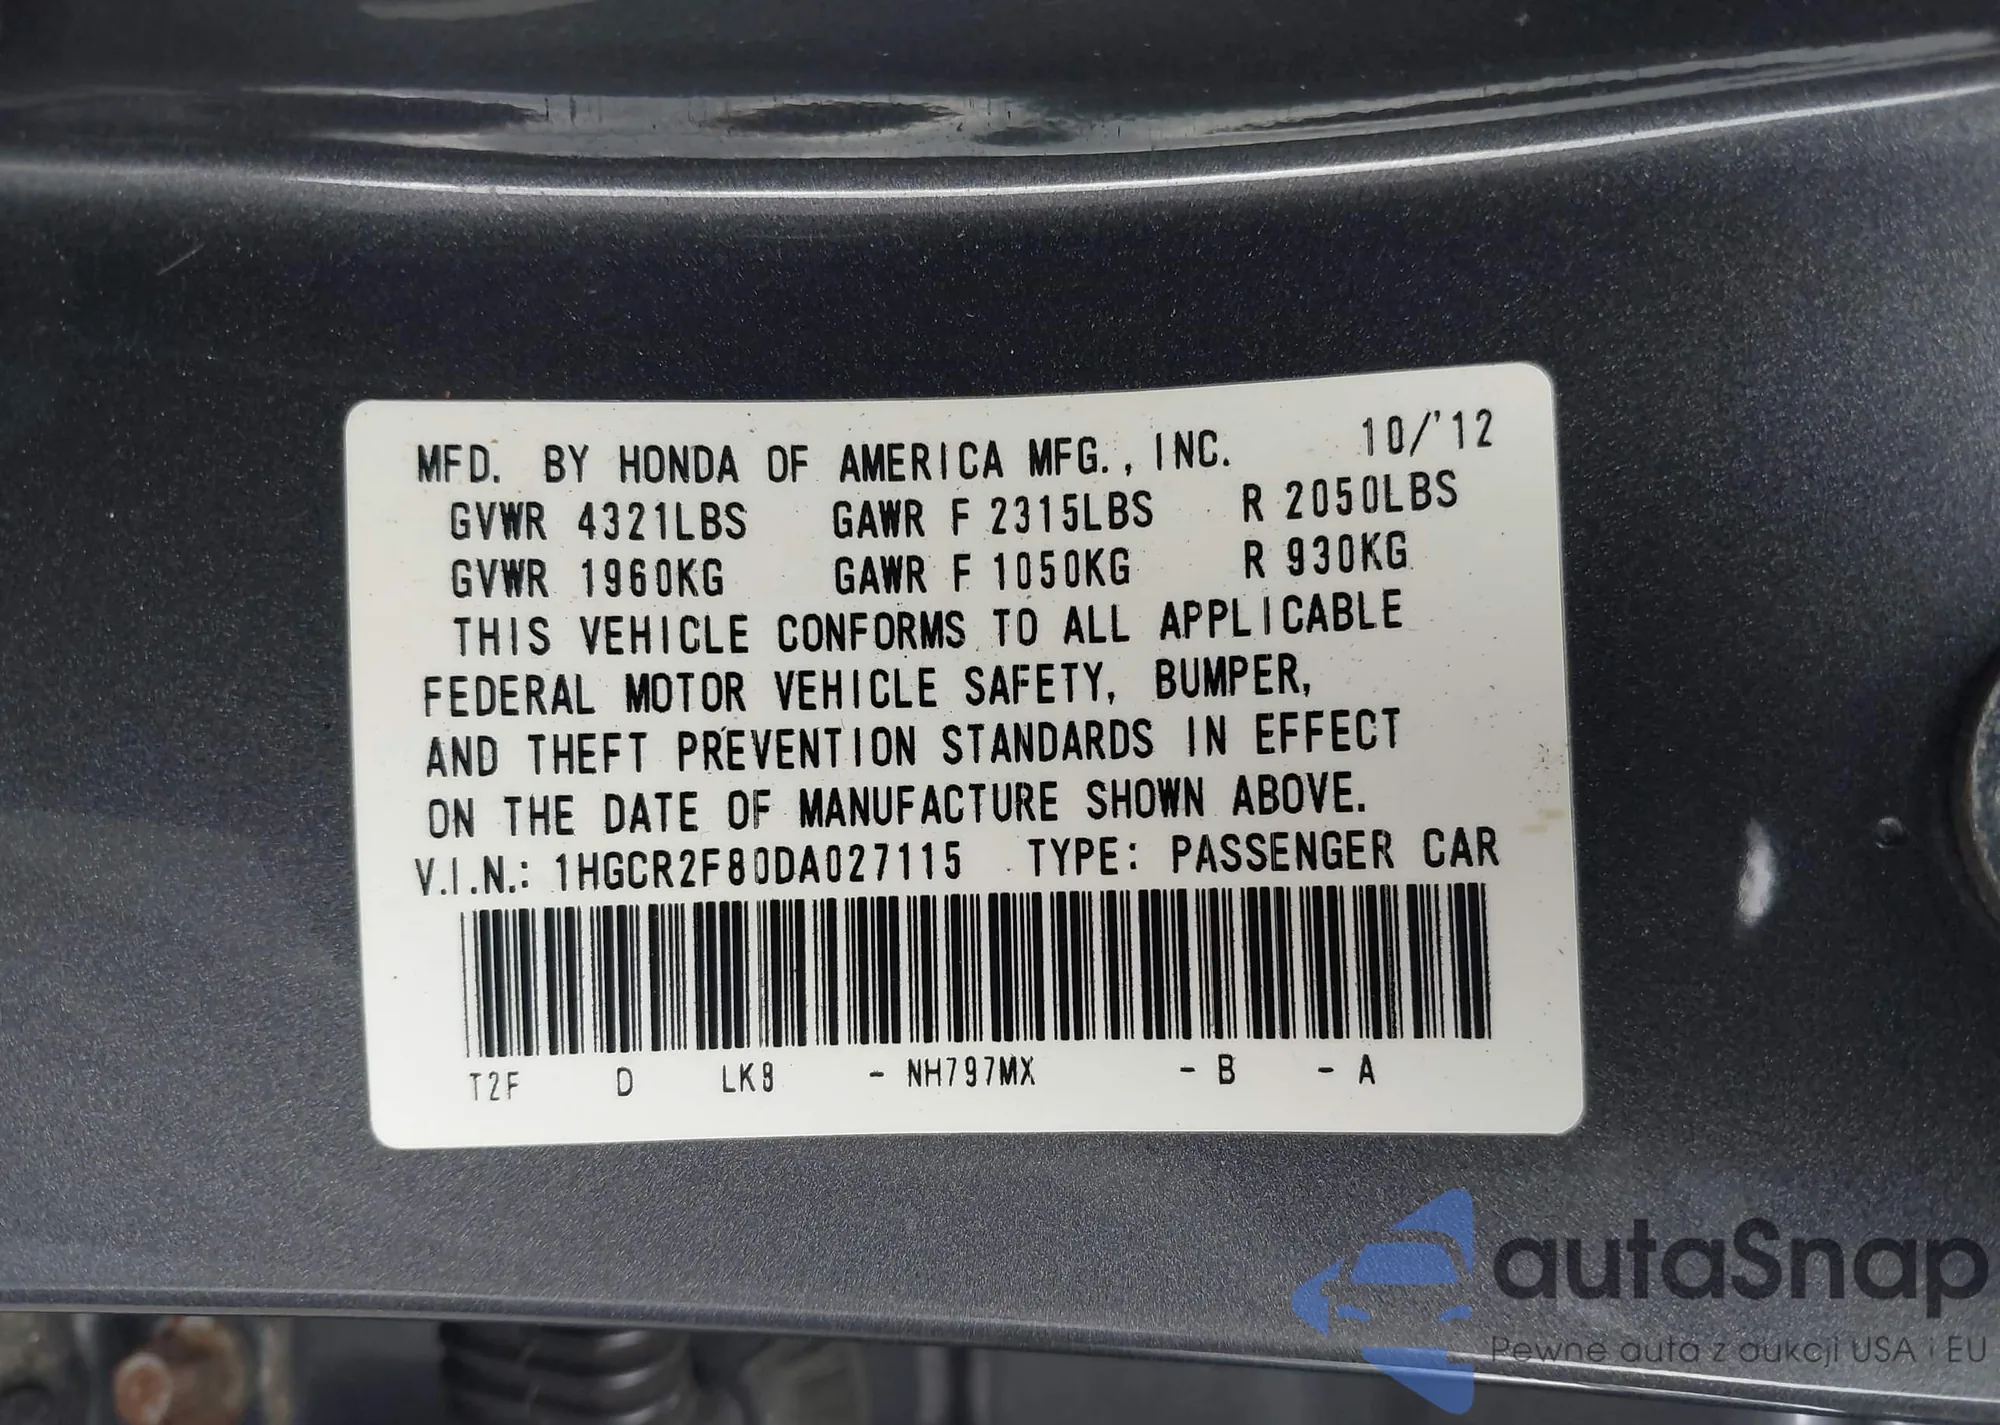 MFD. BY HONDA OF AMERICA MFG., INC. 10/'12
GVWR 4321LBS GAWR F 2315LBS R 2050LBS
GVWR 1960KG GAWR F 1050KG R 930KG
THIS VEHICLE CONFORMS TO ALL APPLICABLE
FEDERAL MOTOR VEHICLE SAFETY, BUMPER,
AND THEFT PREVENTION STANDARDS IN EFFECT
ON THE DATE OF MANUFACTURE SHOWN ABOVE.
V.I.N.: 1HGCR2F80DA027115 TYPE: PASSENGER CAR
T2F D LK9 - NH797MX - B - A
autaSnap
Pewne auta z aukcji USA i EU